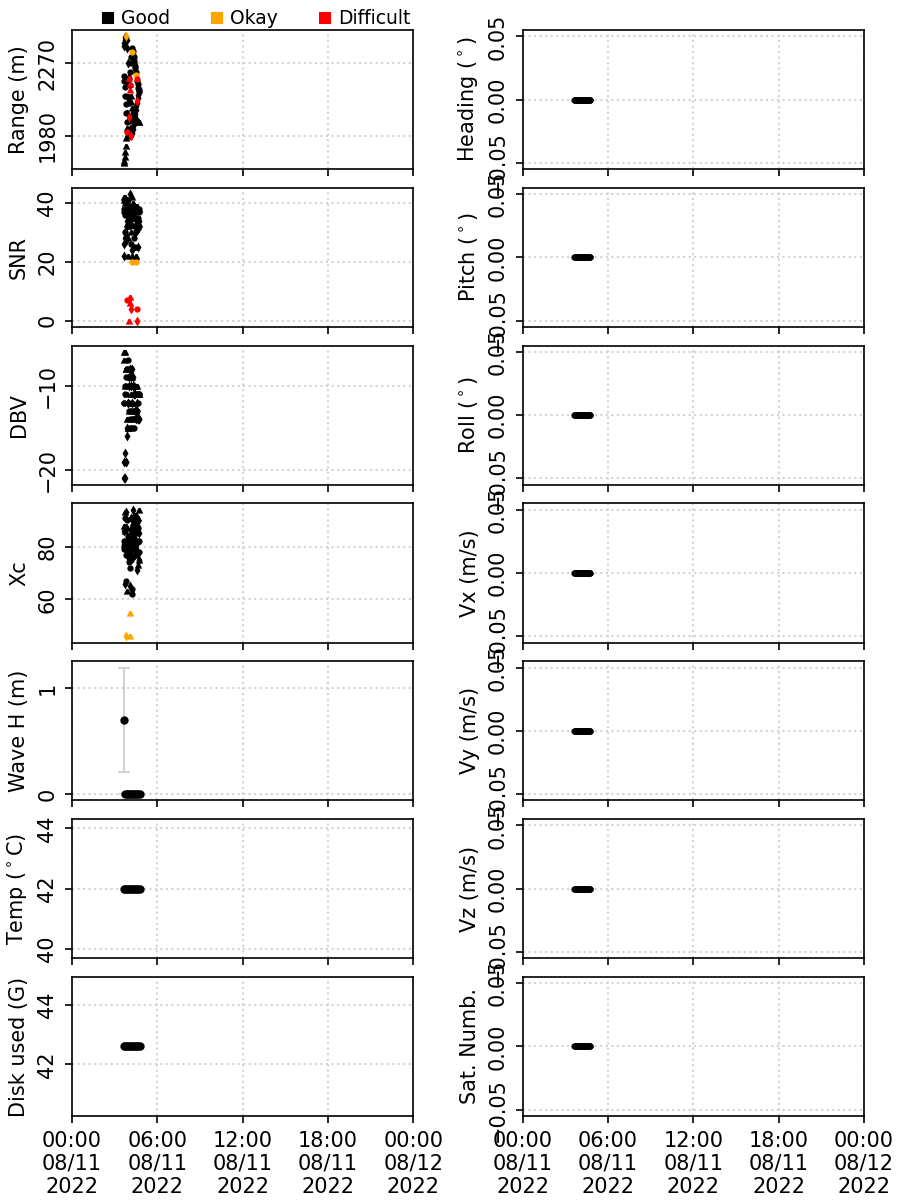 Good Okay Difficult
Range (m)
2270
1980
SNR
40
20
0
DBV
−10
−20
Xc
80
60
Wave H (m)
1
0
Temp (°C)
44
42
40
Disk used (G)
44
42
00:00 06:00 12:00 18:00 00:00
08/11 08/11 08/11 08/11 08/12
2022 2022 2022 2022 2022
Heading (°)
0.05
0.00
−0.05
Pitch (°)
0.05
0.00
−0.05
Roll (°)
0.05
0.00
−0.05
Vx (m/s)
0.05
0.00
−0.05
Vy (m/s)
0.05
0.00
−0.05
Vz (m/s)
0.05
0.00
−0.05
Sat. Numb.
0.05
0.00
−0.05
00:00 06:00 12:00 18:00 00:00
08/11 08/11 08/11 08/11 08/12
2022 2022 2022 2022 2022